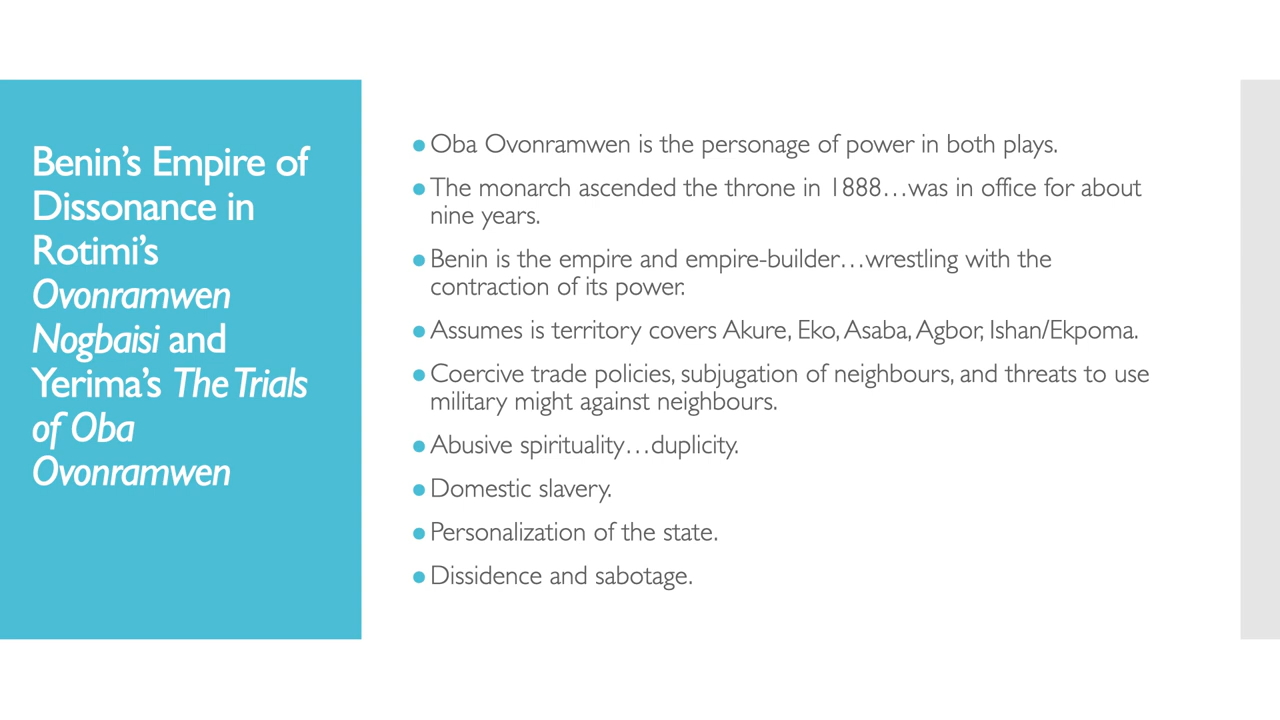 Benin's Empire of
Dissonance in
Rotimi's
Ovonramwen
Nogbaisi and
Yerima's The Trials
of Oba
Ovonramwen
●Oba Ovonramwen is the personage of power in both plays.
●The monarch ascended the throne in 1888…was in office for about
nine years.
●Benin is the empire and empire-builder…wrestling with the
contraction of its power.
●Assumes is territory covers Akure, Eko, Asaba, Agbor, Ishan/Ekpoma.
●Coercive trade policies, subjugation of neighbours, and threats to use
military might against neighbours.
●Abusive spirituality…duplicity.
●Domestic slavery.
●Personalization of the state.
●Dissidence and sabotage.